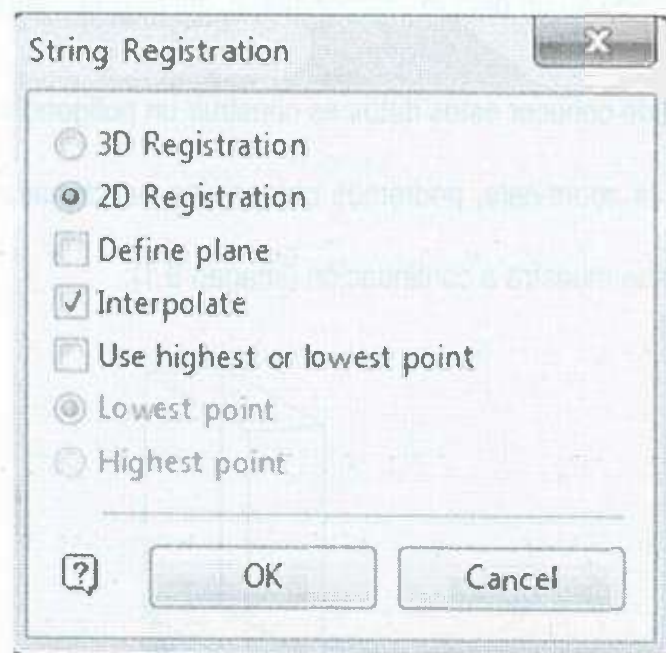 String Registration
3D Registration
2D Registration
Define plane
Interpolate
Use highest or lowest point
Lowest point
Highest point
?
OK
Cancel